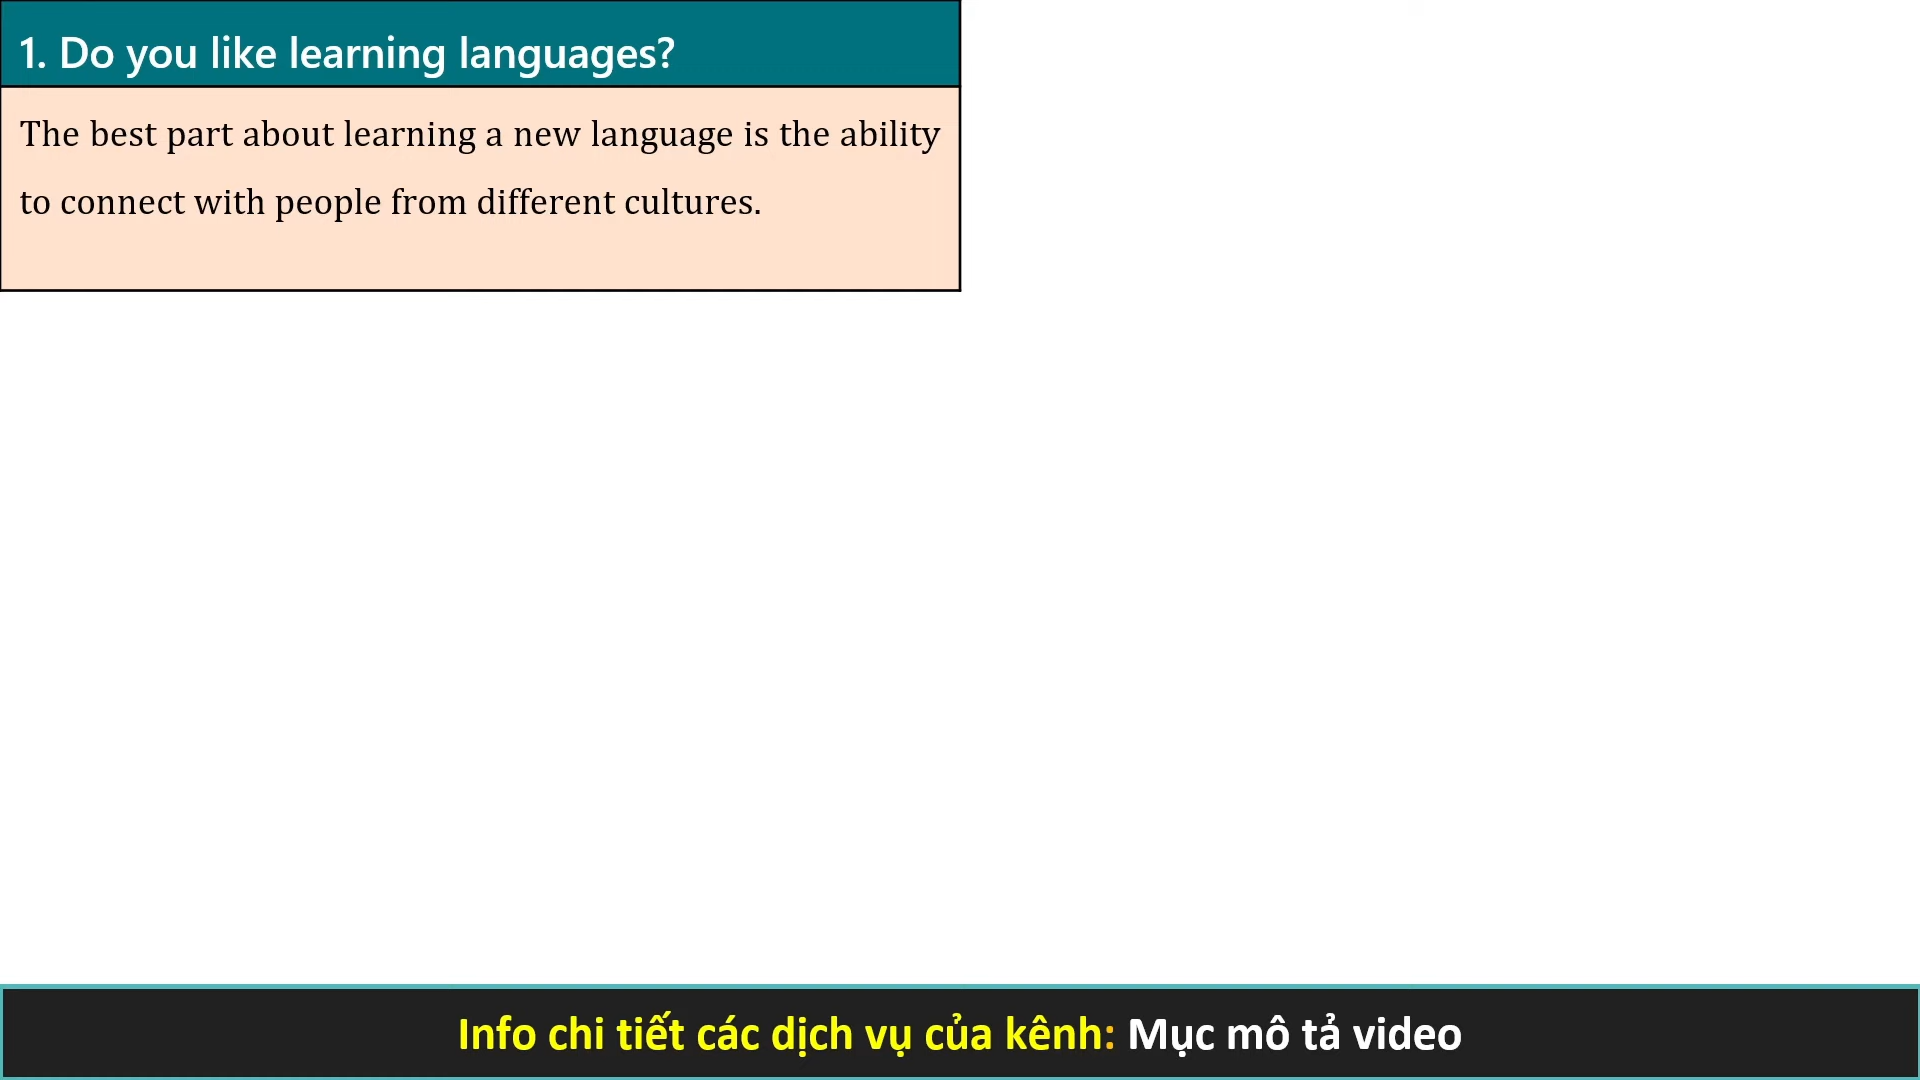 1. Do you like learning languages?
The best part about learning a new language is the ability
to connect with people from different cultures.
Info chi tiết các dịch vụ của kênh: Mục mô tả video